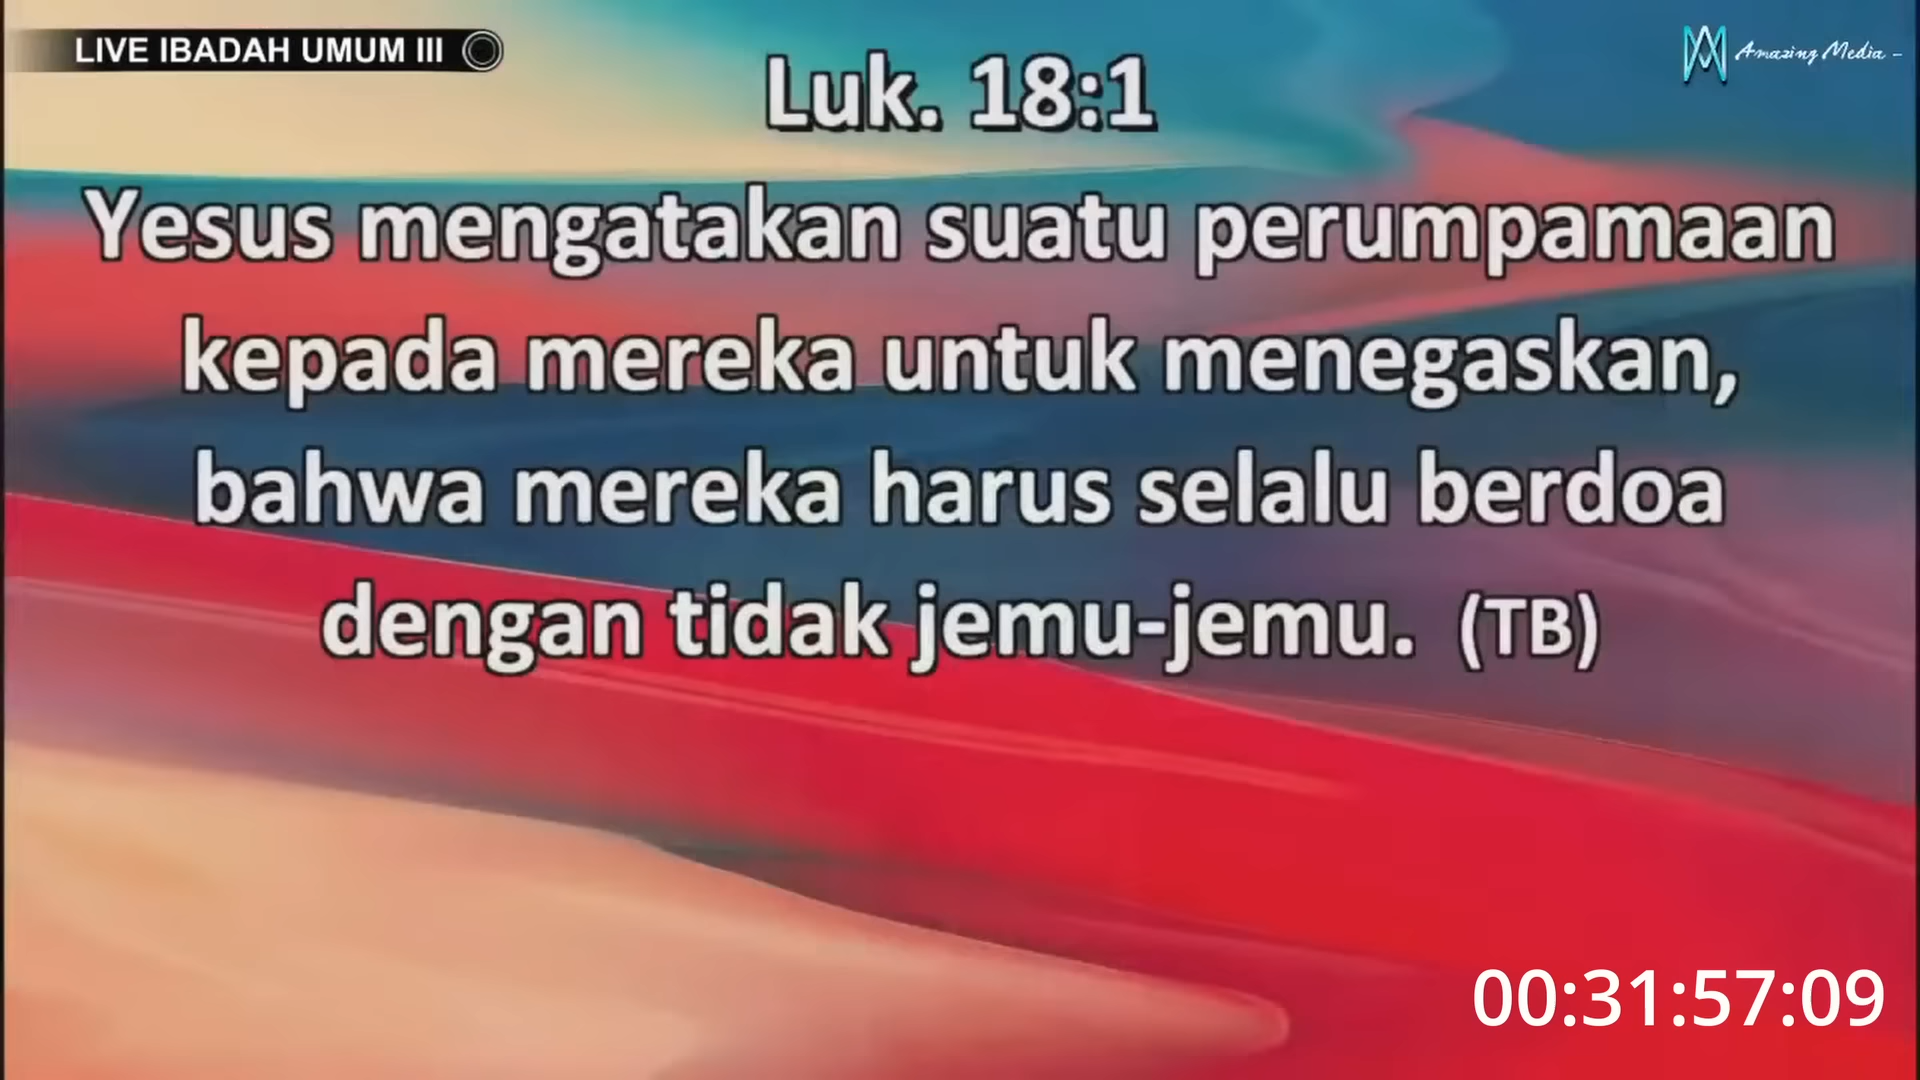 LIVE IBADAH UMUM III
Amazing Media -
Luk. 18:1
Yesus mengatakan suatu perumpamaan
kepada mereka untuk menegaskan,
bahwa mereka harus selalu berdoa
dengan tidak jemu-jemu. (TB)
00:31:57:09